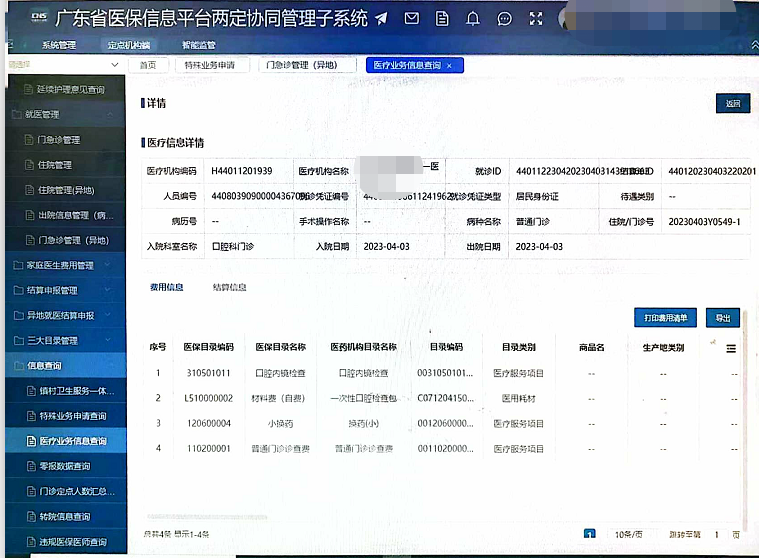 CHS 广东省医保信息平台两定协同管理子系统
系统管理 定点机构端 智能监管
请选择 首页 特殊业务申请 门急诊管理（异地） 医疗业务信息查询 ×
延续护理意见查询
就医管理
门急诊管理
住院管理
住院管理(异地)
出院信息管理（病...
门急诊管理（异地）
家庭医生费用管理
结算申报管理
异地就医结算申报
三大目录管理
信息查询
镇村卫生服务一体...
特殊业务申请查询
医疗业务信息查询
零报数据查询
门诊定点人数汇总...
转院信息查询
违规医保医师查询
详情 返回
医疗信息详情
医疗机构编码 H44011201939 医疗机构名称 一医 就诊ID 440120230403220201
人员编号 就诊凭证编号 就诊凭证类型 居民身份证 待遇类别 --
病历号 -- 手术操作名称 -- 病种名称 普通门诊 住院/门诊号 20230403Y0549-1
入院科室名称 口腔科门诊 入院日期 2023-04-03 出院日期 2023-04-03
费用信息 结算信息
打印费用清单 导出
序号 医保目录编码 医保目录名称 医药机构目录名称 目录编码 目录类别 商品名 生产地类别
1 310501011 口腔内镜检查 口腔内镜检查 0031050101... 医疗服务项目 -- -- --
2 L510000002 材料费（自费） 一次性口腔检查包 C071204150... 医用耗材 -- -- --
3 120600004 小换药 换药(小) 0012060000... 医疗服务项目 -- -- --
4 110200001 普通门诊诊查费 普通门诊诊查费 0011020000... 医疗服务项目 -- -- --
总共4条 显示1-4条 1 10条/页 跳转至第 1 页